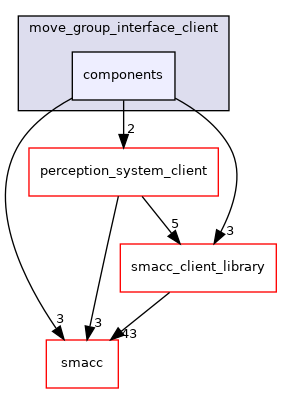 move_group_interface_client
components
2
perception_system_client
5
3
smacc_client_library
3
3
43
smacc